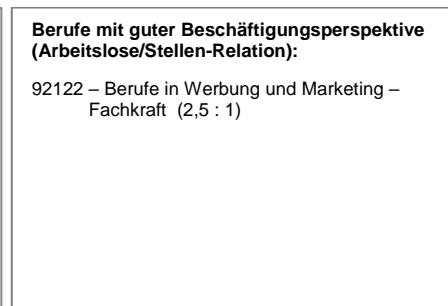 Berufe mit guter Beschäftigungsperspektive
(Arbeitslose/Stellen-Relation):
92122 – Berufe in Werbung und Marketing –
Fachkraft (2,5 : 1)